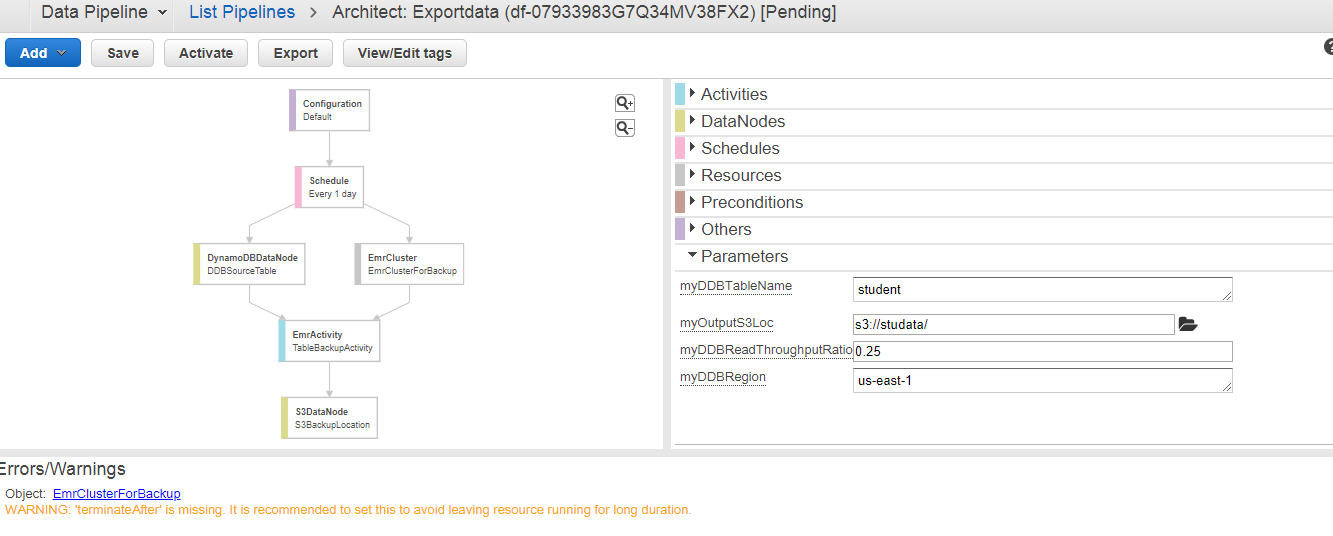 Data Pipeline List Pipelines > Architect: Exportdata (df-07933983G7Q34MV38FX2) [Pending]
Add Save Activate Export View/Edit tags
Configuration
Default
Schedule
Every 1 day
DynamoDBDataNode
DDBSourceTable
EmrCluster
EmrClusterForBackup
EmrActivity
TableBackupActivity
S3DataNode
S3BackupLocation
Activities
DataNodes
Schedules
Resources
Preconditions
Others
Parameters
myDDBTableName student
myOutputS3Loc s3://studata/
myDDBReadThroughputRatio 0.25
myDDBRegion us-east-1
Errors/Warnings
Object: EmrClusterForBackup
WARNING: 'terminateAfter' is missing. It is recommended to set this to avoid leaving resource running for long duration.